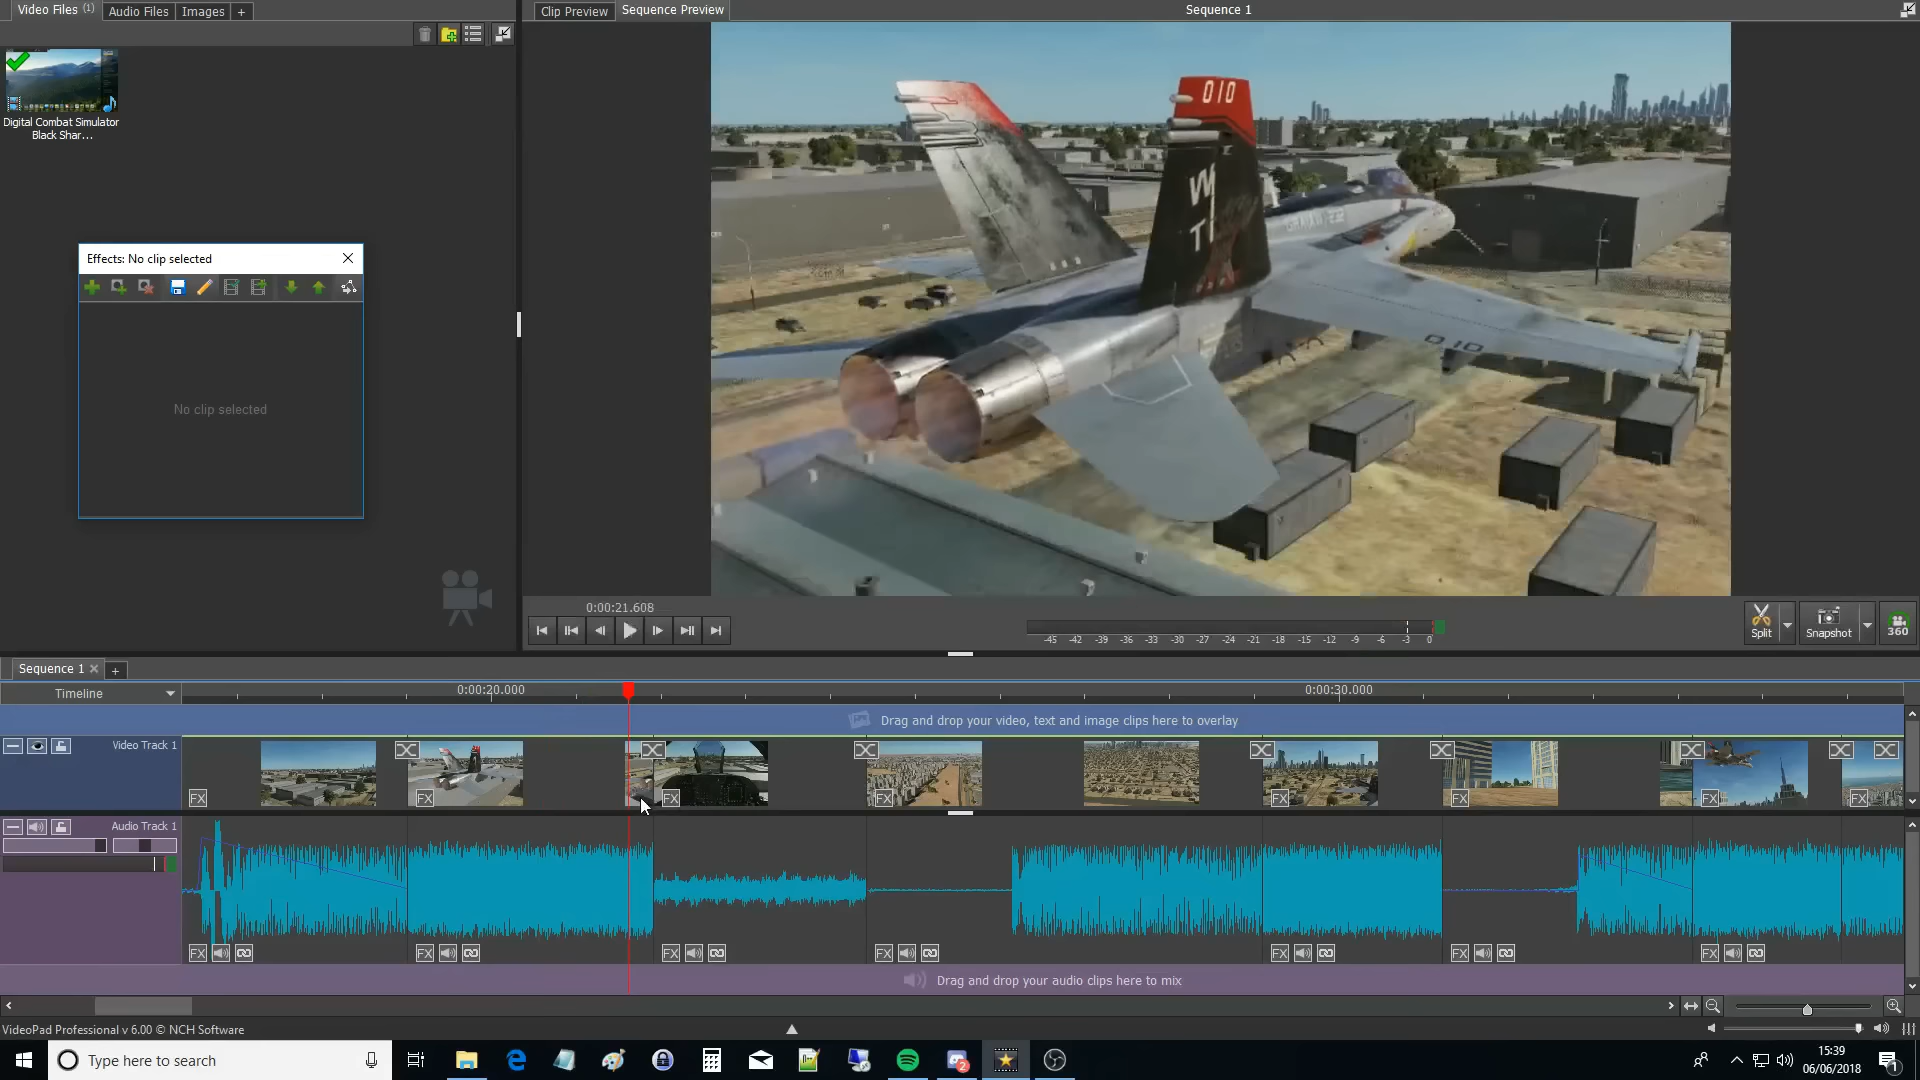 Video Files (1)
Audio Files
Images
+
Clip Preview
Sequence Preview
Sequence 1
Digital Combat Simulator
Black Shar...
Effects: No clip selected
No clip selected
010
W
T
010
0:00:21.608
-45 -42 -39 -36 -33 -30 -27 -24 -21 -18 -15 -12 -9 -6 -3 0
Split
Snapshot
360
Sequence 1
+
Timeline
0:00:20.000
0:00:30.000
Drag and drop your video, text and image clips here to overlay
Video Track 1
FX FX FX FX FX FX FX FX
Audio Track 1
FX FX FX FX FX FX FX
Drag and drop your audio clips here to mix
VideoPad Professional v 6.00 © NCH Software
Type here to search
2
15:39
06/06/2018
1